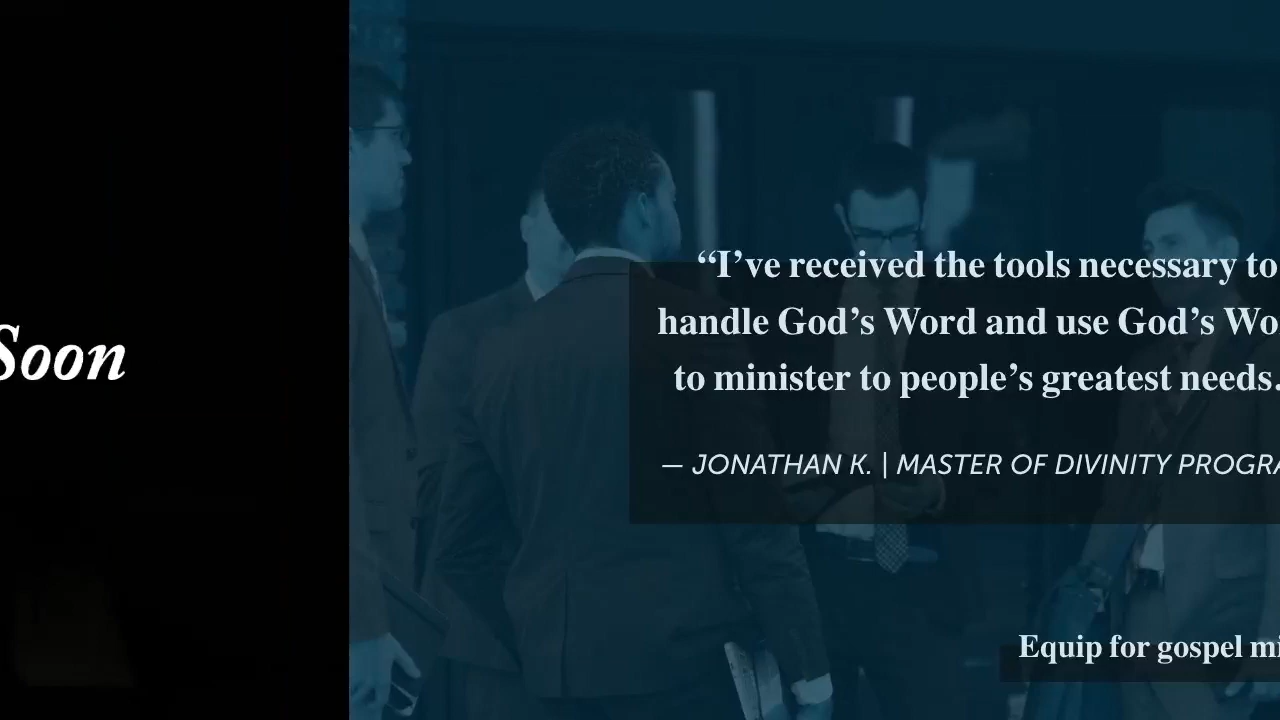 Soon
“I’ve received the tools necessary to
handle God’s Word and use God’s Wo
to minister to people’s greatest needs.
— JONATHAN K. | MASTER OF DIVINITY PROGRA
Equip for gospel mi